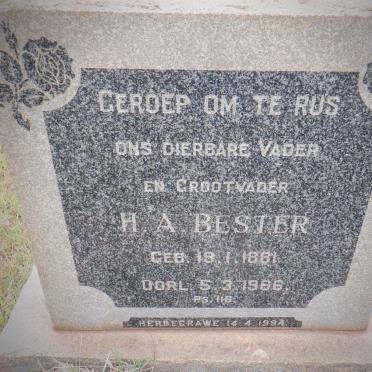 GEROEP OM TE RUS
ONS DIERBARE VADER
EN GROOTVADER
H. A. BESTER
GEB. 19.1.1881.
OORL. 5.3.1966.
PS. 116
HERBEGRAWE 14.4.1994.